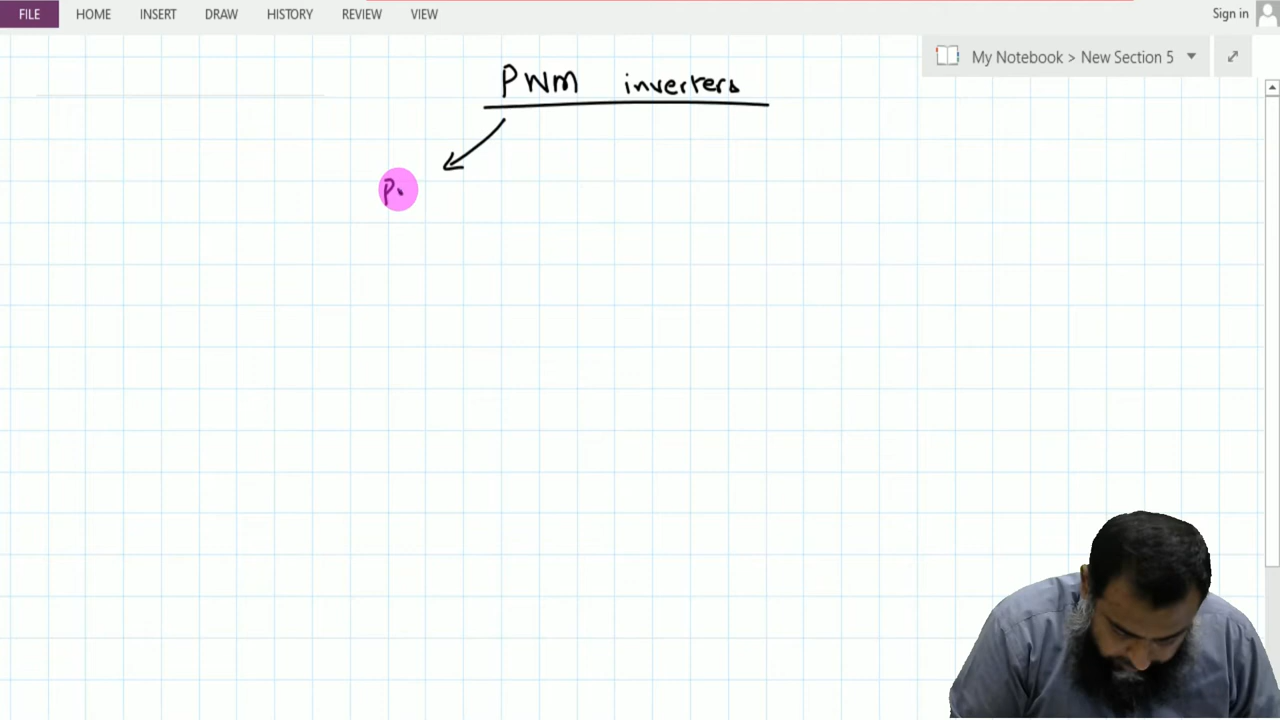 FILE HOME INSERT DRAW HISTORY REVIEW VIEW Sign in
My Notebook > New Section 5
PWM inverters
P